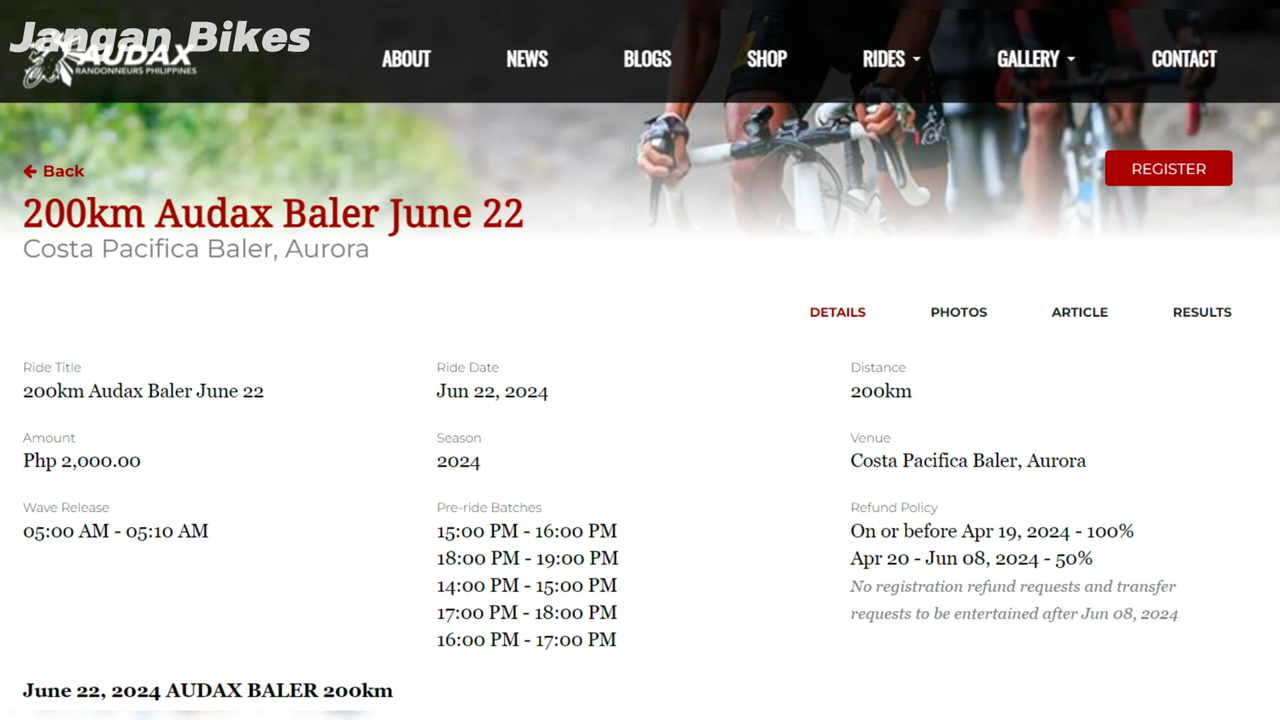 Jangan Bikes
AUDAX
RANDONNEURS PHILIPPINES
ABOUT NEWS BLOGS SHOP RIDES GALLERY CONTACT
Back
REGISTER
200km Audax Baler June 22
Costa Pacifica Baler, Aurora
DETAILS PHOTOS ARTICLE RESULTS
Ride Title Ride Date Distance
200km Audax Baler June 22 Jun 22, 2024 200km
Amount Season Venue
Php 2,000.00 2024 Costa Pacifica Baler, Aurora
Wave Release Pre-ride Batches Refund Policy
05:00 AM - 05:10 AM 15:00 PM - 16:00 PM On or before Apr 19, 2024 - 100%
18:00 PM - 19:00 PM Apr 20 - Jun 08, 2024 - 50%
14:00 PM - 15:00 PM No registration refund requests and transfer
17:00 PM - 18:00 PM requests to be entertained after Jun 08, 2024
16:00 PM - 17:00 PM
June 22, 2024 AUDAX BALER 200km